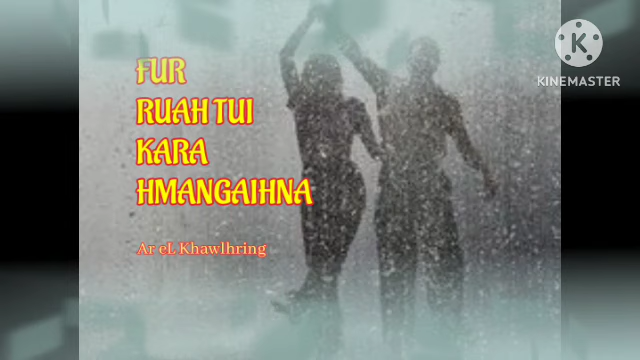 FUR
RUAH TUI
KARA
HMANGAIHNA
Ar eL Khawlhring
K
KINEMASTER